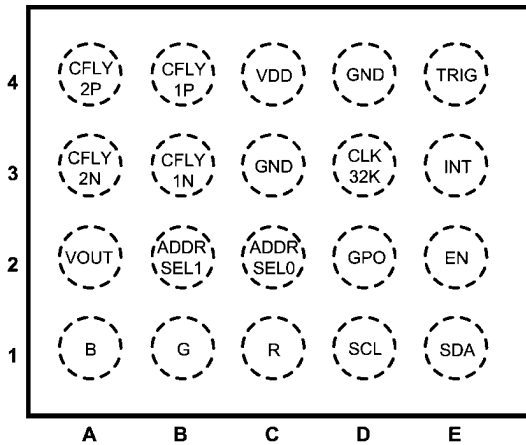 4
CFLY
2P
CFLY
1P
VDD
GND
TRIG
3
CFLY
2N
CFLY
1N
GND
CLK
32K
INT
2
VOUT
ADDR
SEL1
ADDR
SEL0
GPO
EN
1
B
G
R
SCL
SDA
A B C D E